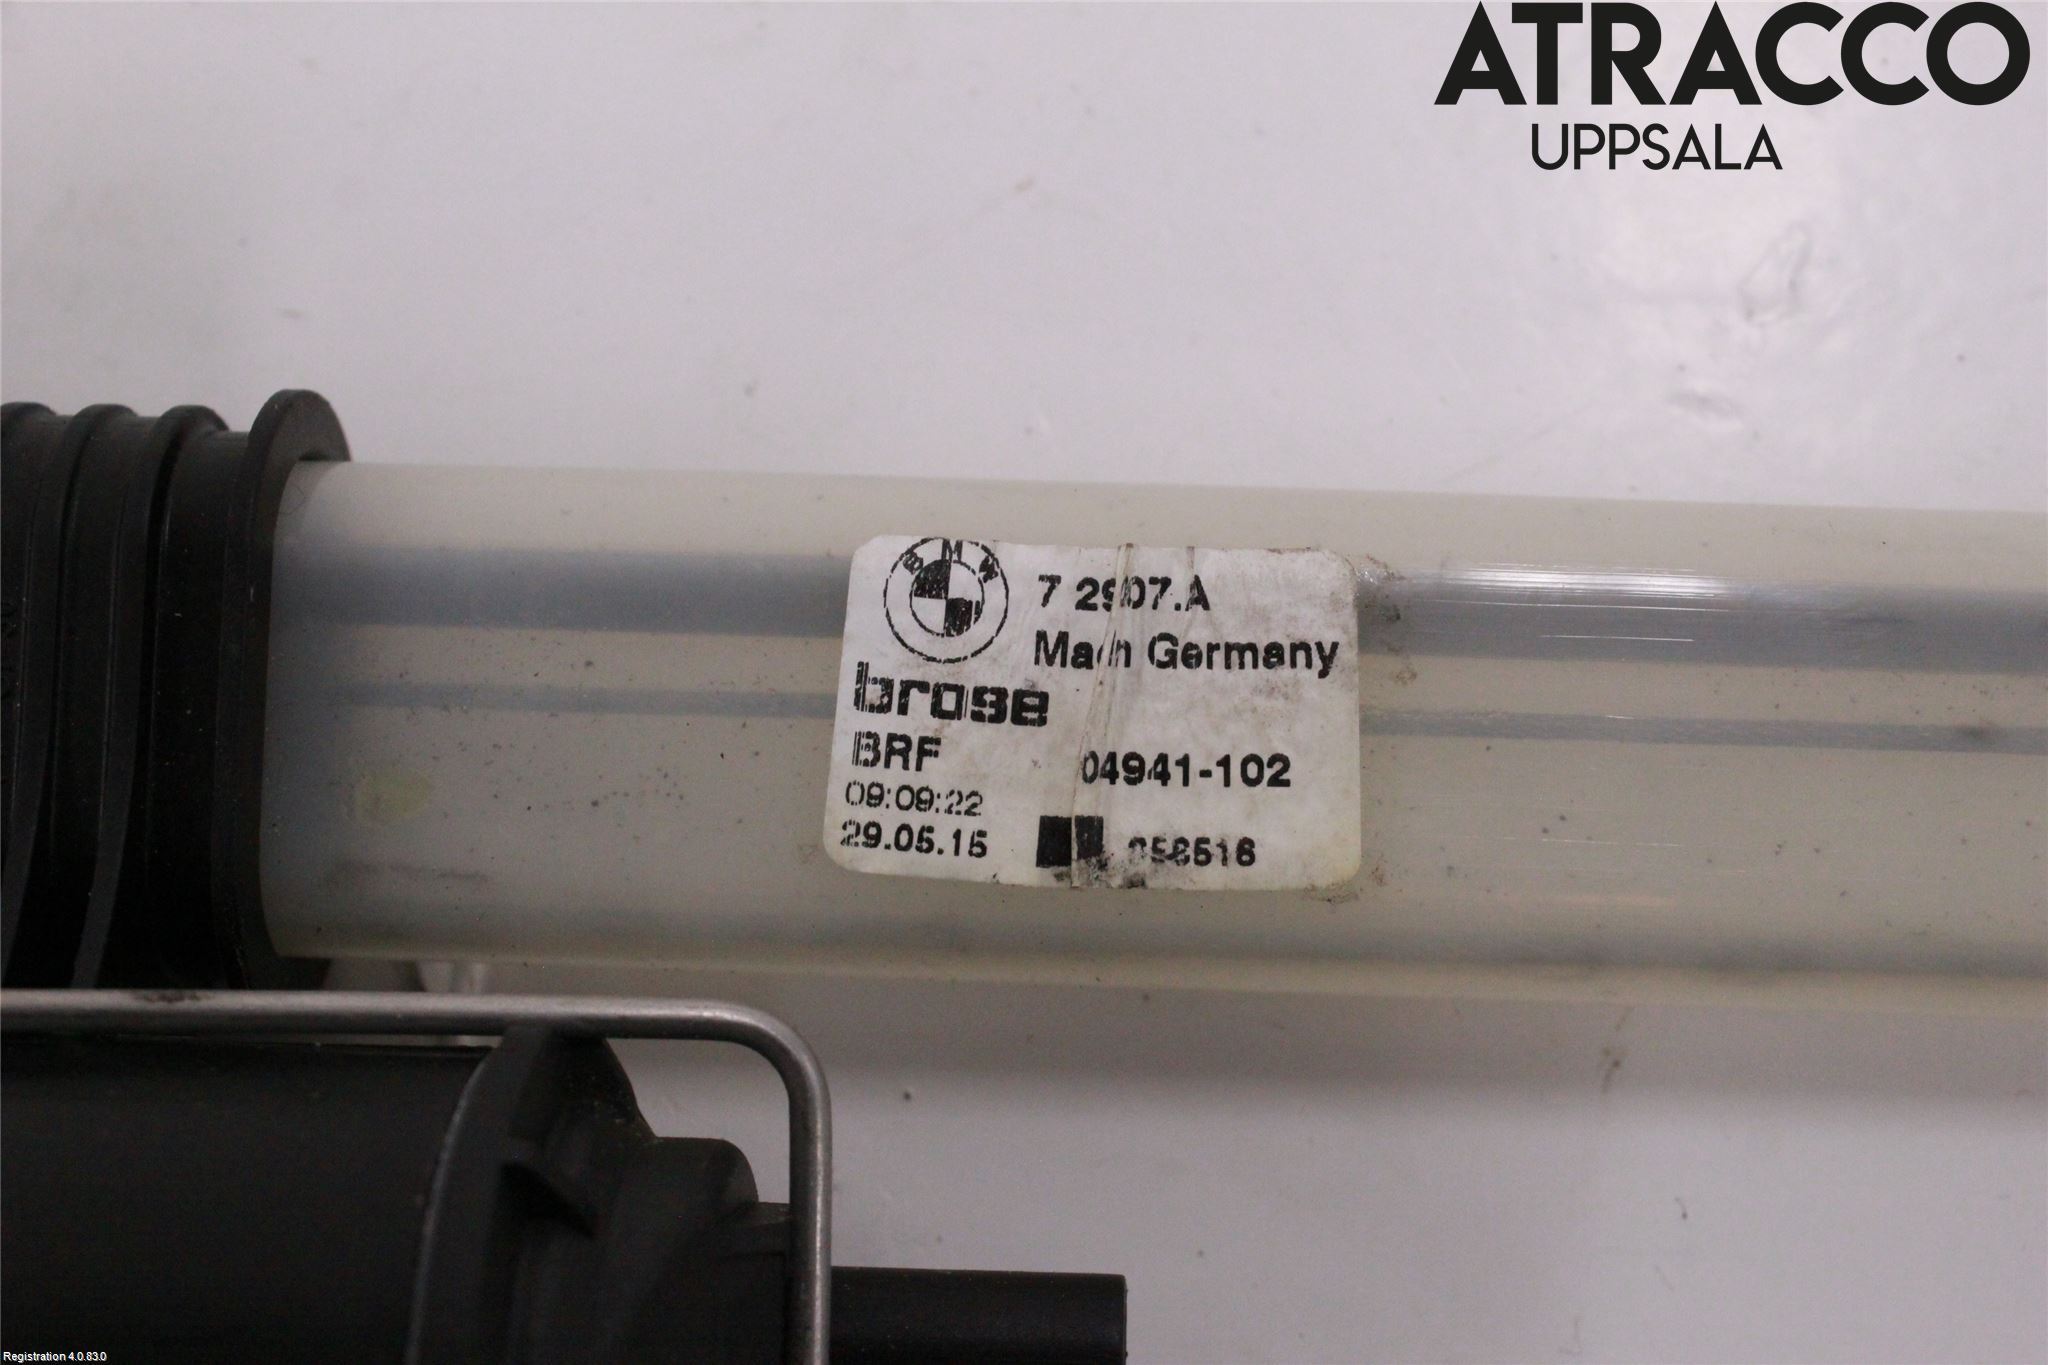 ATRACCO
UPPSALA
BMW
7 2907.A
Made in Germany
brose
BRF 04941-102
09:09:22
29.05.15
Registration 4.0.83.0